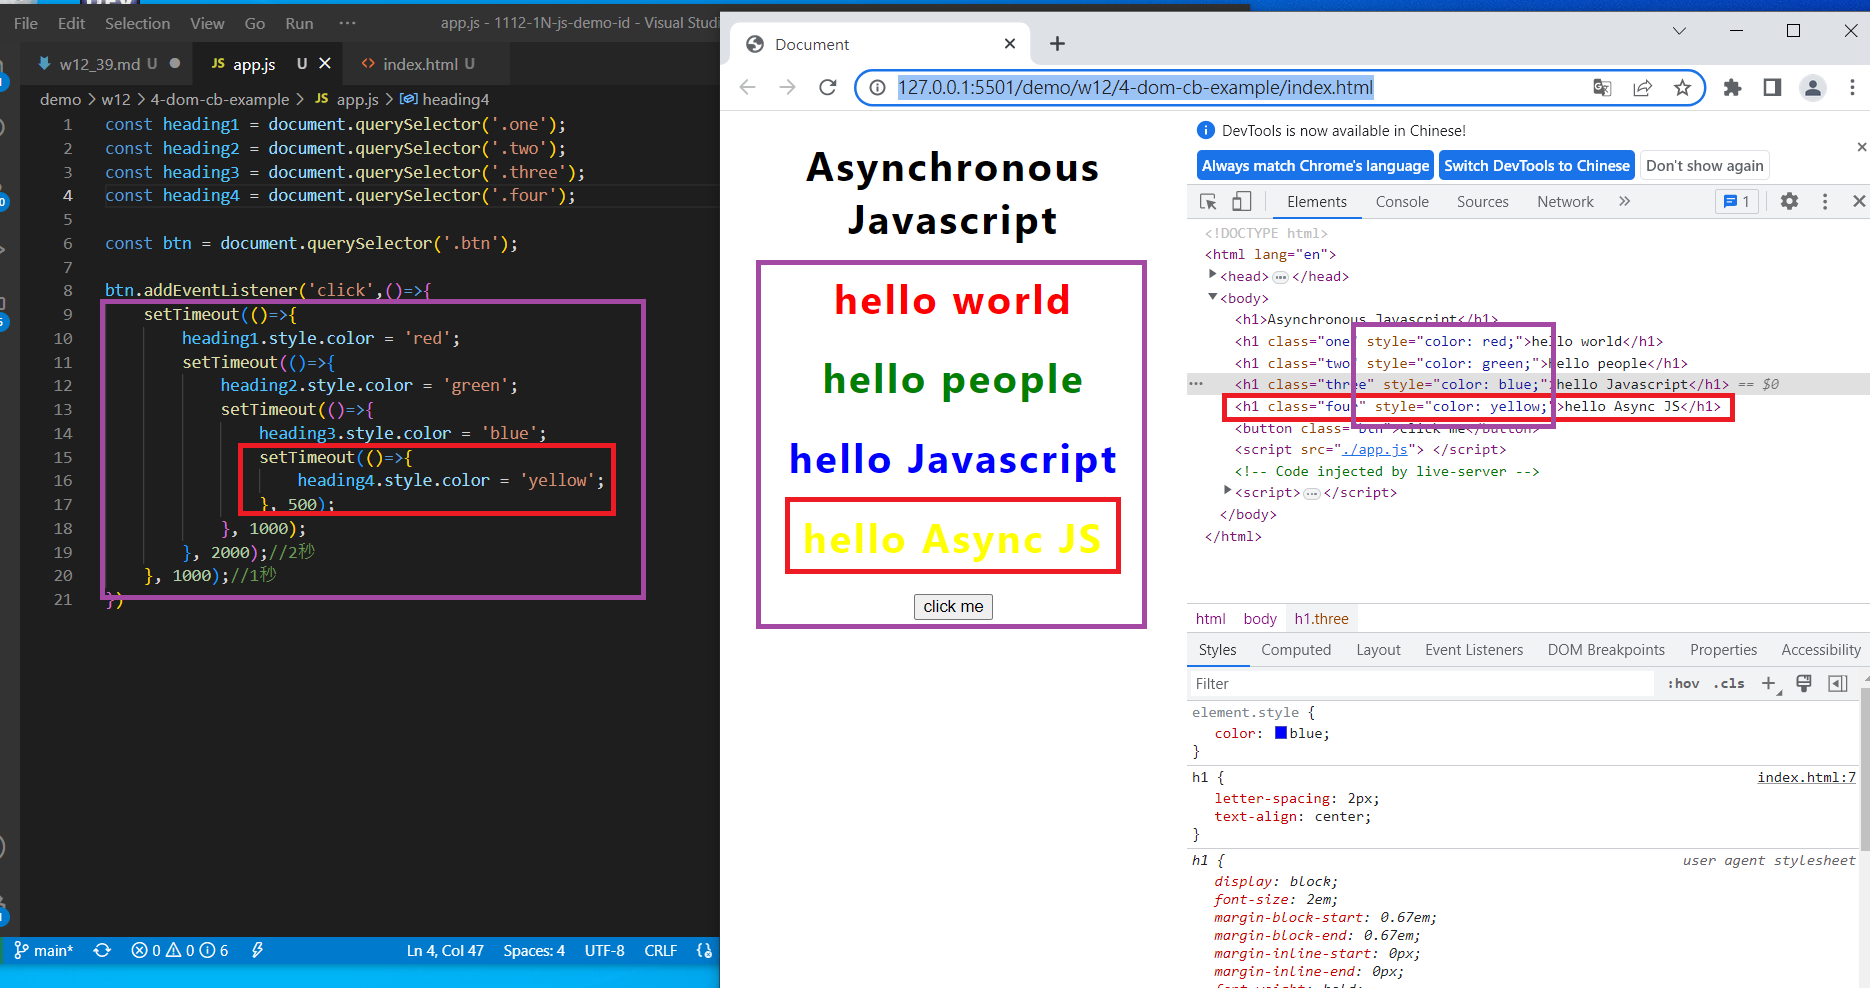 File Edit Selection View Go Run ··· app.js - 1112-1N-js-demo-id - Visual Studi
w12_39.md U ● JS app.js U × <> index.html U
demo > w12 > 4-dom-cb-example > JS app.js > heading4
1 const heading1 = document.querySelector('.one');
2 const heading2 = document.querySelector('.two');
3 const heading3 = document.querySelector('.three');
4 const heading4 = document.querySelector('.four');
5
6 const btn = document.querySelector('.btn');
7
8 btn.addEventListener('click',()=>{
9 setTimeout(()=>{
10 heading1.style.color = 'red';
11 setTimeout(()=>{
12 heading2.style.color = 'green';
13 setTimeout(()=>{
14 heading3.style.color = 'blue';
15 setTimeout(()=>{
16 heading4.style.color = 'yellow';
17 }, 500);
18 }, 1000);
19 }, 2000);//2秒
20 }, 1000);//1秒
21 })
main* 0 0 6 Ln 4, Col 47 Spaces: 4 UTF-8 CRLF
Document
127.0.0.1:5501/demo/w12/4-dom-cb-example/index.html
Asynchronous
Javascript
hello world
hello people
hello Javascript
hello Async JS
click me
DevTools is now available in Chinese!
Always match Chrome's language Switch DevTools to Chinese Don't show again
Elements Console Sources Network » 1
<!DOCTYPE html>
<html lang="en">
<head>…</head>
<body>
<h1>Asynchronous Javascript</h1>
<h1 class="one" style="color: red;">hello world</h1>
<h1 class="two" style="color: green;">hello people</h1>
··· <h1 class="three" style="color: blue;">hello Javascript</h1> == $0
<h1 class="four" style="color: yellow;">hello Async JS</h1>
<button class="btn">click me</button>
<script src="./app.js"> </script>
<!-- Code injected by live-server -->
<script>…</script>
</body>
</html>
html body h1.three
Styles Computed Layout Event Listeners DOM Breakpoints Properties Accessibility
Filter :hov .cls +
element.style {
color: blue;
}
h1 { index.html:7
letter-spacing: 2px;
text-align: center;
}
h1 { user agent stylesheet
display: block;
font-size: 2em;
margin-block-start: 0.67em;
margin-block-end: 0.67em;
margin-inline-start: 0px;
margin-inline-end: 0px;
font-weight: bold;